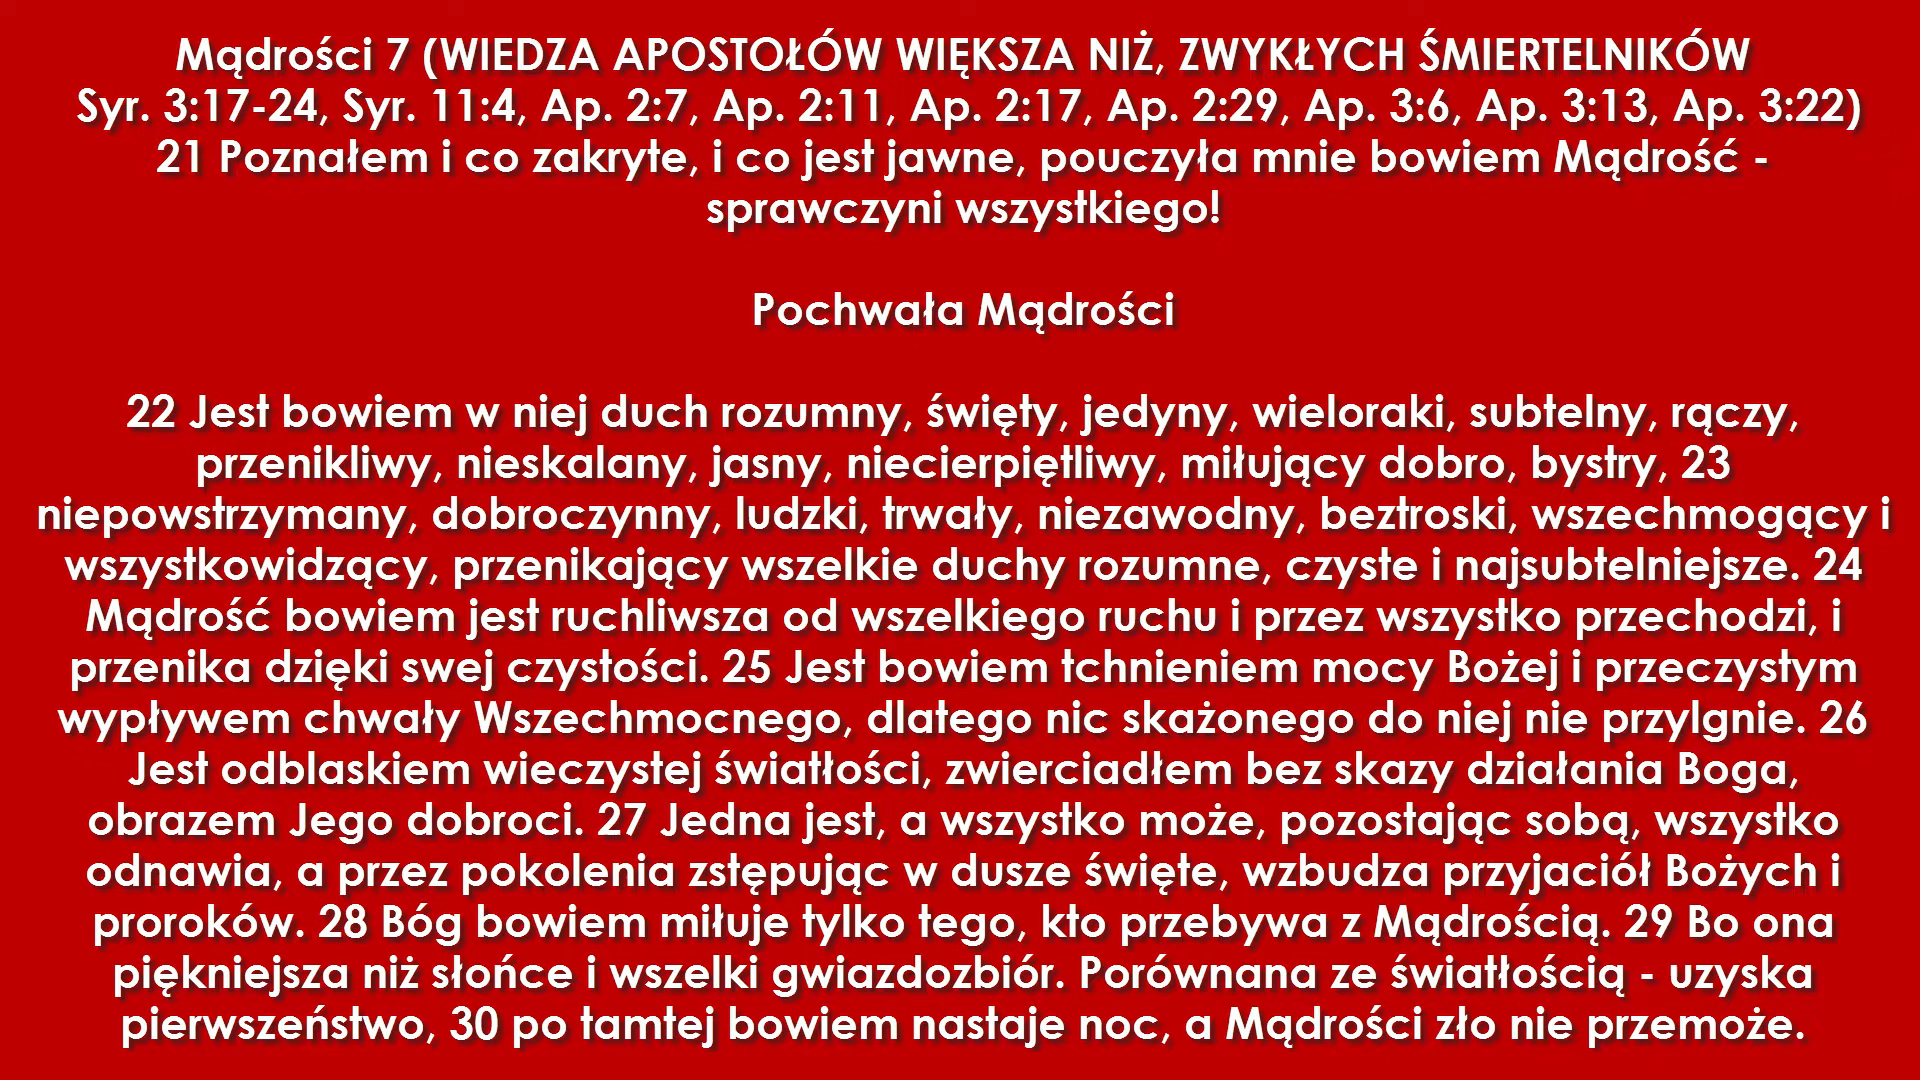 Mądrości 7 (WIEDZA APOSTOŁÓW WIĘKSZA NIŻ, ZWYKŁYCH ŚMIERTELNIKÓW
Syr. 3:17-24, Syr. 11:4, Ap. 2:7, Ap. 2:11, Ap. 2:17, Ap. 2:29, Ap. 3:6, Ap. 3:13, Ap. 3:22)
21 Poznałem i co zakryte, i co jest jawne, pouczyła mnie bowiem Mądrość -
sprawczyni wszystkiego!
Pochwała Mądrości
22 Jest bowiem w niej duch rozumny, święty, jedyny, wieloraki, subtelny, rączy,
przenikliwy, nieskalany, jasny, niecierpiętliwy, miłujący dobro, bystry, 23
niepowstrzymany, dobroczynny, ludzki, trwały, niezawodny, beztroski, wszechmogący i
wszystkowidzący, przenikający wszelkie duchy rozumne, czyste i najsubtelniejsze. 24
Mądrość bowiem jest ruchliwsza od wszelkiego ruchu i przez wszystko przechodzi, i
przenika dzięki swej czystości. 25 Jest bowiem tchnieniem mocy Bożej i przeczystym
wypływem chwały Wszechmocnego, dlatego nic skażonego do niej nie przylgnie. 26
Jest odblaskiem wieczystej światłości, zwierciadłem bez skazy działania Boga,
obrazem Jego dobroci. 27 Jedna jest, a wszystko może, pozostając sobą, wszystko
odnawia, a przez pokolenia zstępując w dusze święte, wzbudza przyjaciół Bożych i
proroków. 28 Bóg bowiem miłuje tylko tego, kto przebywa z Mądrością. 29 Bo ona
piękniejsza niż słońce i wszelki gwiazdozbiór. Porównana ze światłością - uzyska
pierwszeństwo, 30 po tamtej bowiem nastaje noc, a Mądrości zło nie przemoże.